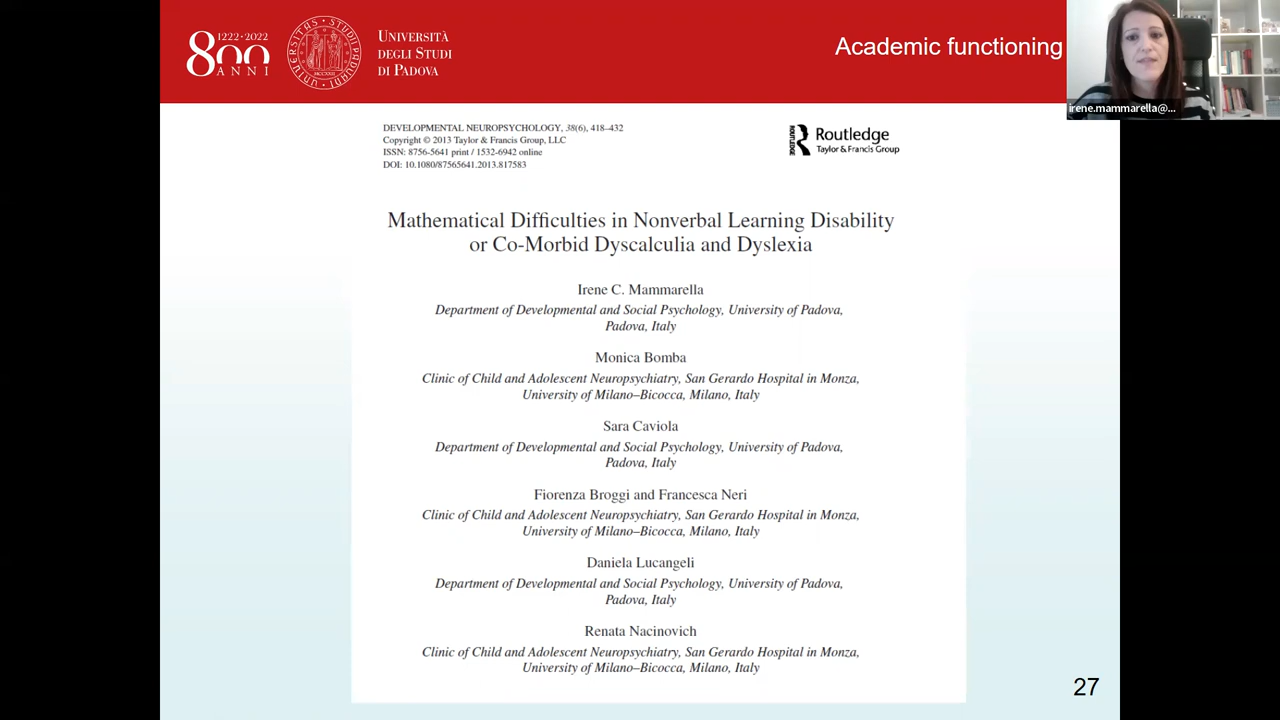 1222·2022
800
ANNI
UNIVERSITAS STUDII PADUANI
MCCXXII
UNIVERSITÀ
DEGLI STUDI
DI PADOVA
Academic functioning
irene.mammarella@...
DEVELOPMENTAL NEUROPSYCHOLOGY, 38(6), 418–432
Copyright © 2013 Taylor & Francis Group, LLC
ISSN: 8756-5641 print / 1532-6942 online
DOI: 10.1080/87565641.2013.817583
ROUTLEDGE
Routledge
Taylor & Francis Group
Mathematical Difficulties in Nonverbal Learning Disability
or Co-Morbid Dyscalculia and Dyslexia
Irene C. Mammarella
Department of Developmental and Social Psychology, University of Padova,
Padova, Italy
Monica Bomba
Clinic of Child and Adolescent Neuropsychiatry, San Gerardo Hospital in Monza,
University of Milano–Bicocca, Milano, Italy
Sara Caviola
Department of Developmental and Social Psychology, University of Padova,
Padova, Italy
Fiorenza Broggi and Francesca Neri
Clinic of Child and Adolescent Neuropsychiatry, San Gerardo Hospital in Monza,
University of Milano–Bicocca, Milano, Italy
Daniela Lucangeli
Department of Developmental and Social Psychology, University of Padova,
Padova, Italy
Renata Nacinovich
Clinic of Child and Adolescent Neuropsychiatry, San Gerardo Hospital in Monza,
University of Milano–Bicocca, Milano, Italy
27